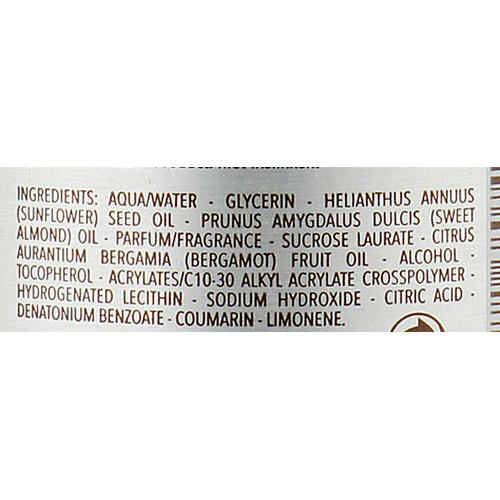 INGREDIENTS: AQUA/WATER - GLYCERIN - HELIANTHUS ANNUUS
(SUNFLOWER) SEED OIL - PRUNUS AMYGDALUS DULCIS (SWEET
ALMOND) OIL - PARFUM/FRAGRANCE - SUCROSE LAURATE - CITRUS
AURANTIUM BERGAMIA (BERGAMOT) FRUIT OIL - ALCOHOL -
TOCOPHEROL - ACRYLATES/C10-30 ALKYL ACRYLATE CROSSPOLYMER -
HYDROGENATED LECITHIN - SODIUM HYDROXIDE - CITRIC ACID -
DENATONIUM BENZOATE - COUMARIN - LIMONENE.